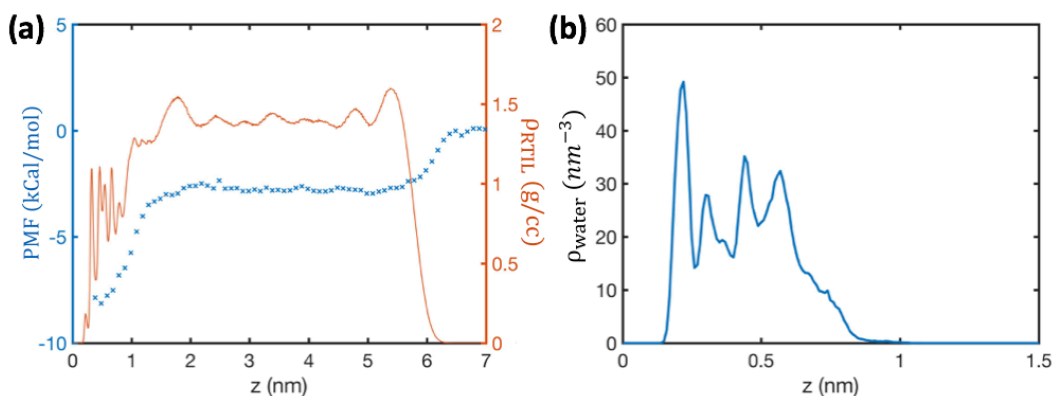 (a)
5
0
-5
-10
PMF (kCal/mol)
2
1.5
1
0.5
0
ρRTIL (g/cc)
0 1 2 3 4 5 6 7
z (nm)
(b)
60
50
40
30
20
10
0
ρwater (nm⁻³)
0 0.5 1 1.5
z (nm)